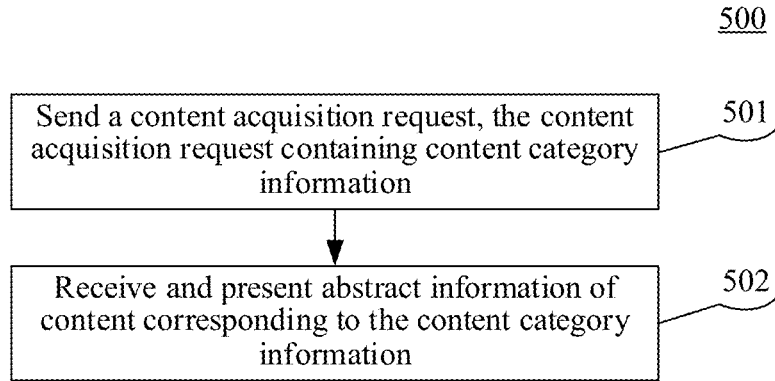 500
Send a content acquisition request, the content
acquisition request containing content category
information
501
Receive and present abstract information of
content corresponding to the content category
information
502